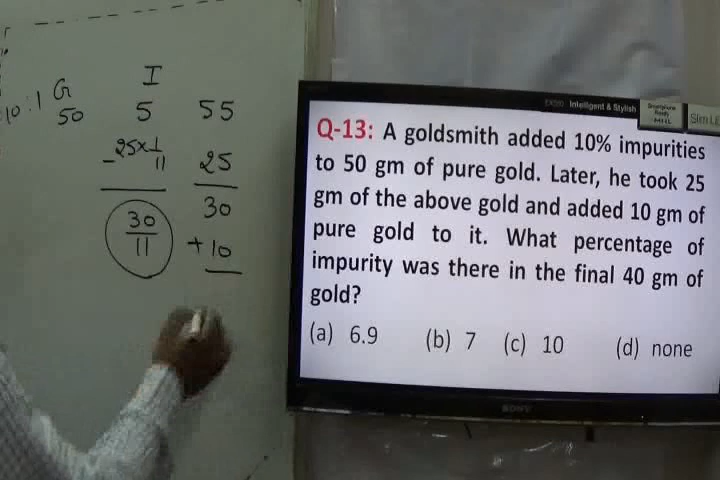 I
10:1 G
50 5 55
-25×1/11 25
30/11 30
+10
Intelligent & Stylish
Q-13: A goldsmith added 10% impurities
to 50 gm of pure gold. Later, he took 25
gm of the above gold and added 10 gm of
pure gold to it. What percentage of
impurity was there in the final 40 gm of
gold?
(a) 6.9 (b) 7 (c) 10 (d) none
SONY